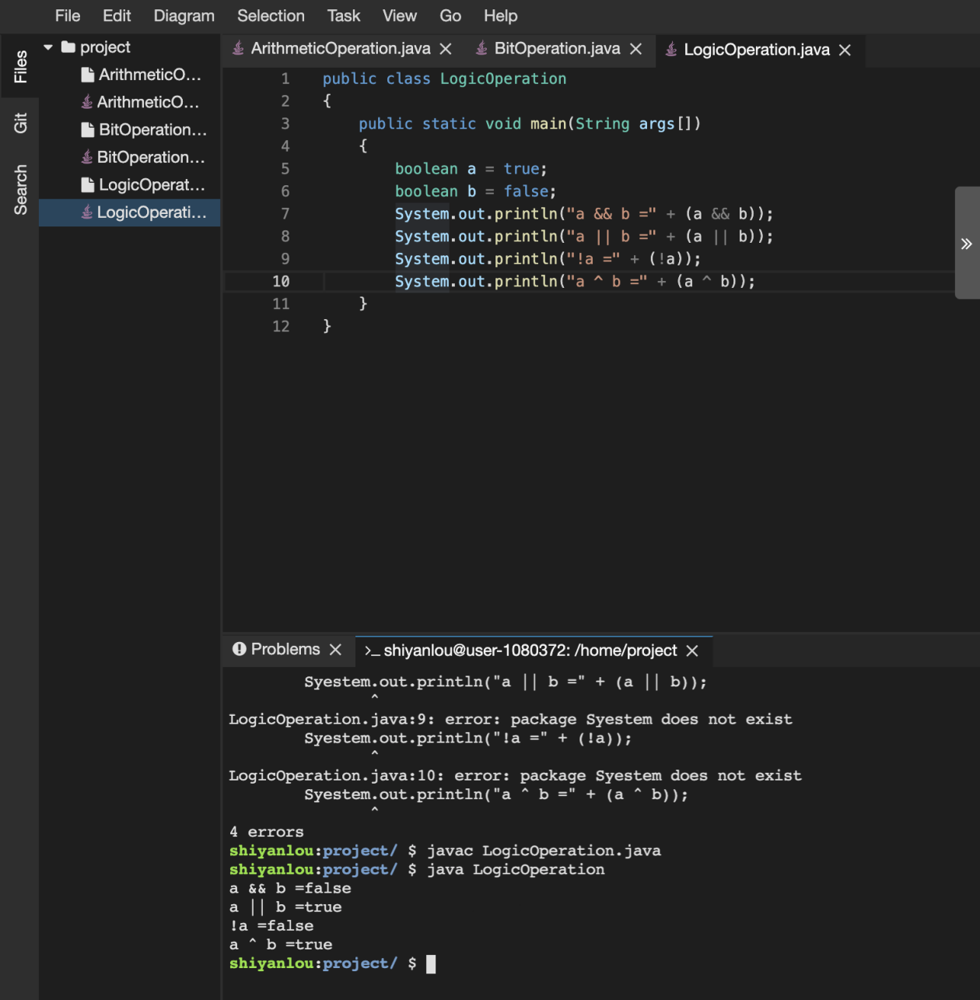 File Edit Diagram Selection Task View Go Help
Files
Git
Search
project
ArithmeticO...
ArithmeticO...
BitOperation...
BitOperation...
LogicOperat...
LogicOperati...
ArithmeticOperation.java BitOperation.java LogicOperation.java
1 public class LogicOperation
2 {
3 public static void main(String args[])
4 {
5 boolean a = true;
6 boolean b = false;
7 System.out.println("a && b =" + (a && b));
8 System.out.println("a || b =" + (a || b));
9 System.out.println("!a =" + (!a));
10 System.out.println("a ^ b =" + (a ^ b));
11 }
12 }
Problems >_ shiyanlou@user-1080372: /home/project
Syestem.out.println("a || b =" + (a || b));
^
LogicOperation.java:9: error: package Syestem does not exist
Syestem.out.println("!a =" + (!a));
^
LogicOperation.java:10: error: package Syestem does not exist
Syestem.out.println("a ^ b =" + (a ^ b));
^
4 errors
shiyanlou:project/ $ javac LogicOperation.java
shiyanlou:project/ $ java LogicOperation
a && b =false
a || b =true
!a =false
a ^ b =true
shiyanlou:project/ $